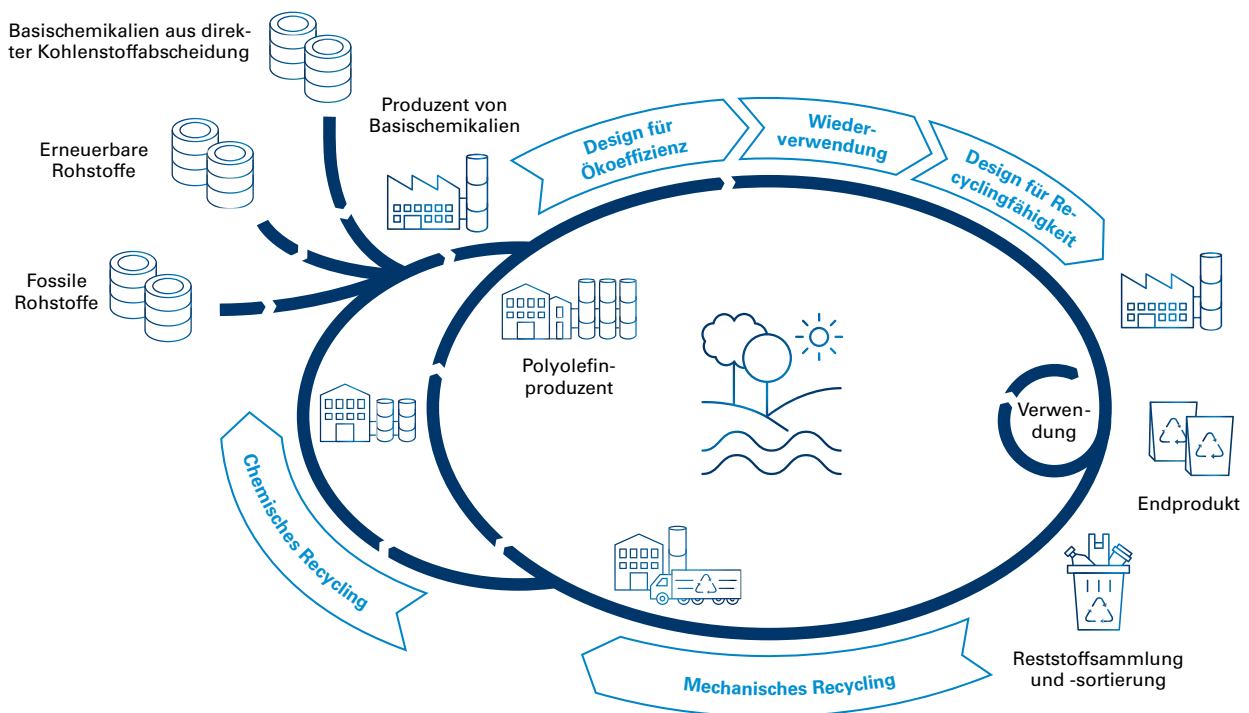 Basischemikalien aus direk-
ter Kohlenstoffabscheidung
Produzent von
Basischemikalien
Erneuerbare
Rohstoffe
Fossile
Rohstoffe
Design für
Ökoeffizienz
Wieder-
verwendung
Design für Re-
cyclingfähigkeit
Polyolefin-
produzent
Verwen-
dung
Endprodukt
Chemisches Recycling
Mechanisches Recycling
Reststoffsammlung
und -sortierung